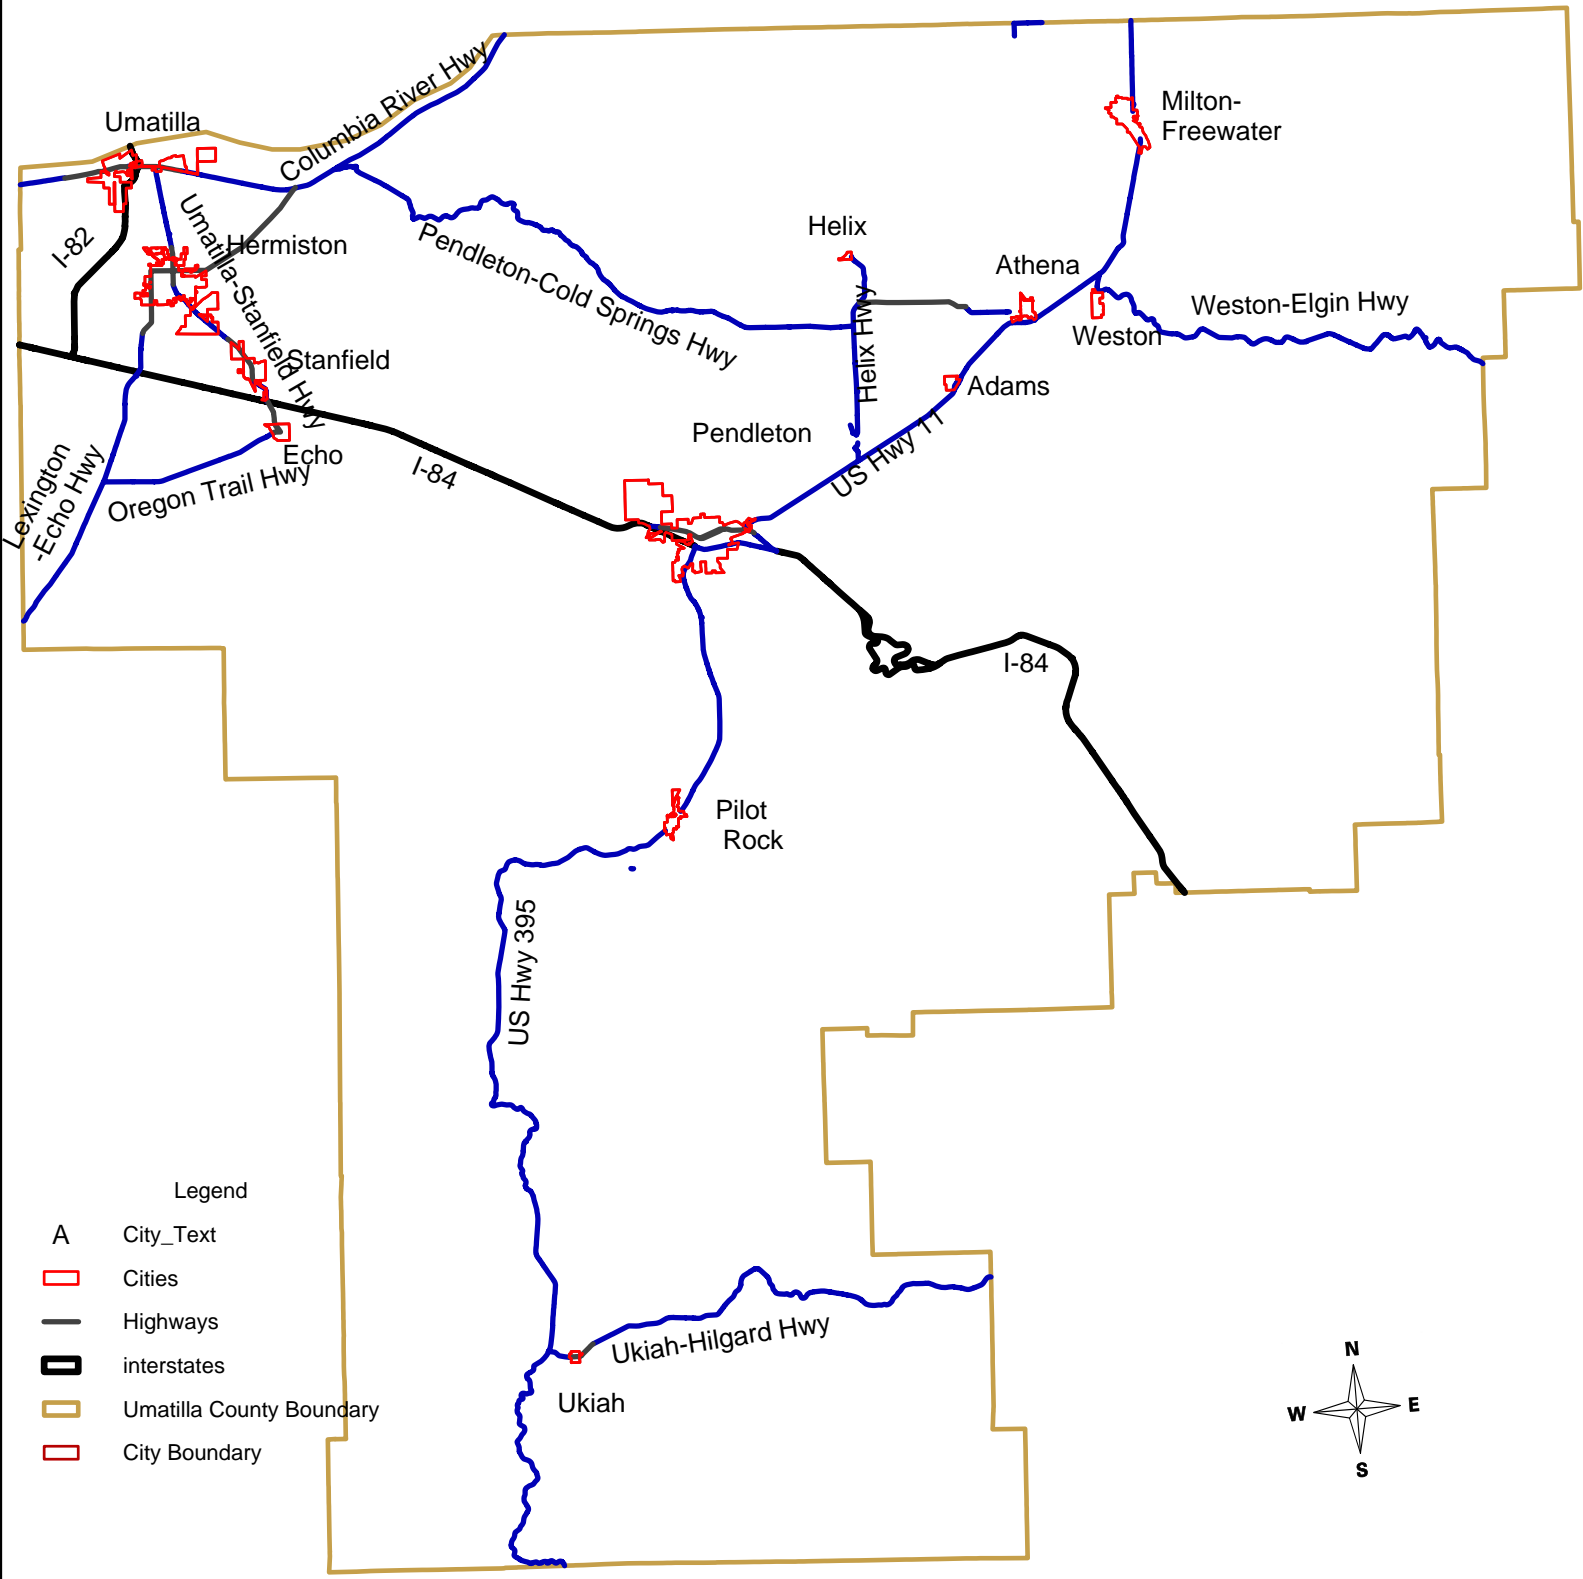 Columbia River Hwy
Milton-
Freewater
Umatilla
I-82
Umatilla-Stanfield Hwy
Hermiston
Pendleton-Cold Springs Hwy
Helix
Athena
Helix Hwy
Weston-Elgin Hwy
Weston
Stanfield
Adams
Pendleton
US Hwy 11
Echo
Lexington
-Echo Hwy
Oregon Trail Hwy
I-84
I-84
Pilot
Rock
US Hwy 395
Legend
A City_Text
Cities
Highways
interstates
Umatilla County Boundary
City Boundary
Ukiah-Hilgard Hwy
Ukiah
N
W E
S